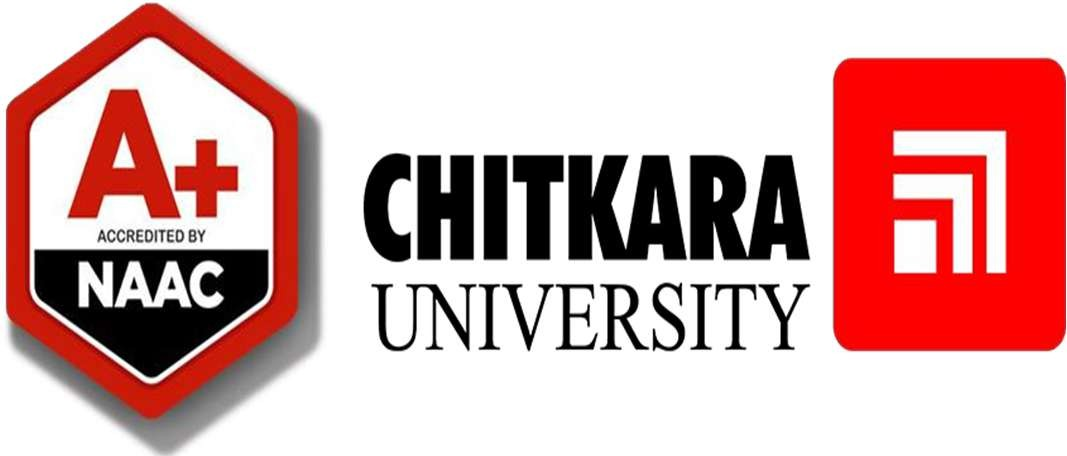 A+
ACCREDITED BY
NAAC
CHITKARA
UNIVERSITY